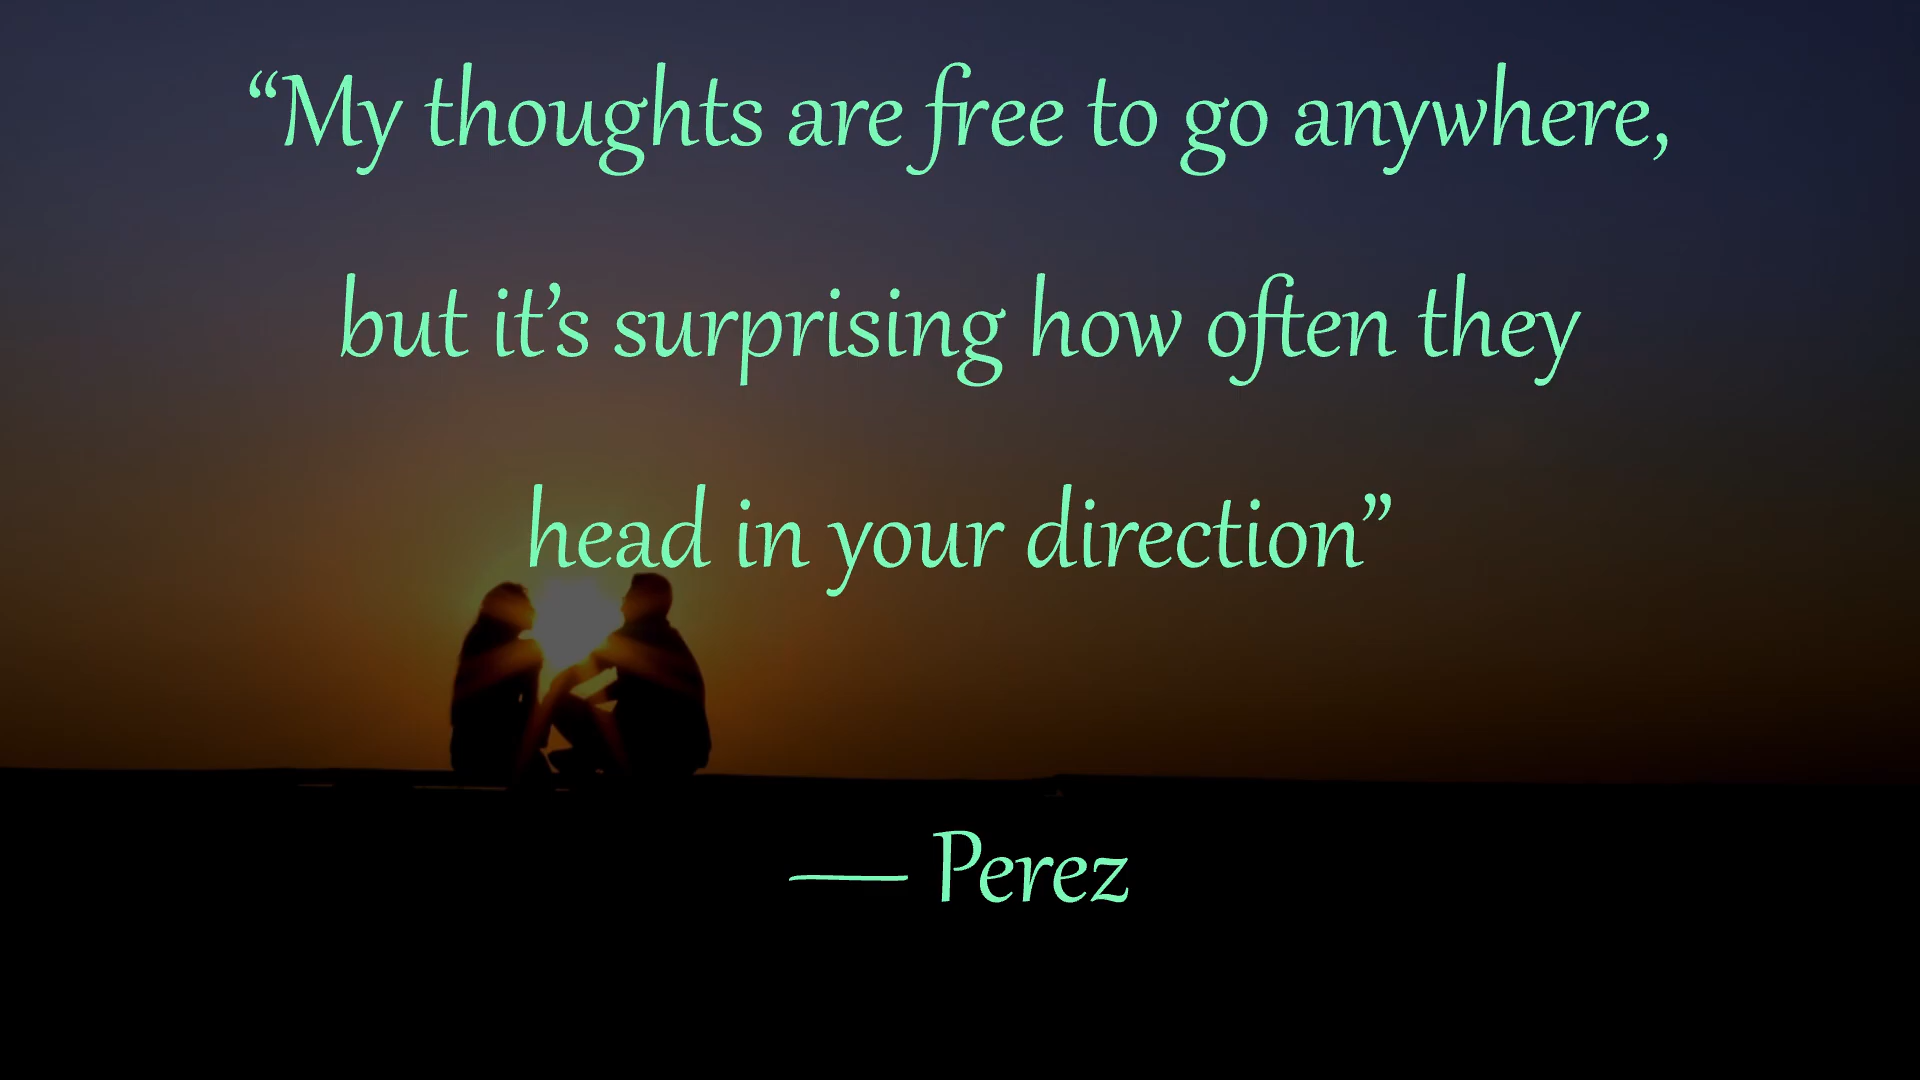 “My thoughts are free to go anywhere,
but it’s surprising how often they
head in your direction”
— Perez